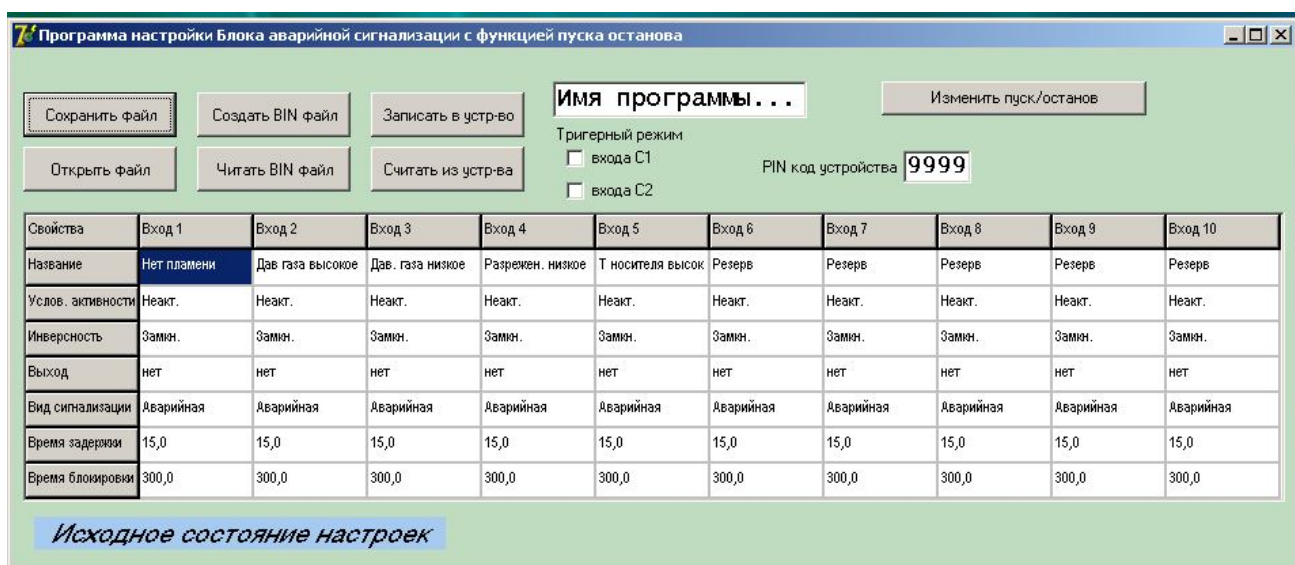 Программа настройки Блока аварийной сигнализации с функцией пуска останова
Сохранить файл Создать BIN файл Записать в устр-во Имя программы... Изменить пуск/останов
Тригерный режим
Открыть файл Читать BIN файл Считать из устр-ва входа C1 PIN код устройства 9999
входа C2
Свойства Вход 1 Вход 2 Вход 3 Вход 4 Вход 5 Вход 6 Вход 7 Вход 8 Вход 9 Вход 10
Название Нет пламени Дав газа высокое Дав. газа низкое Разрежен. низкое Т носителя высок Резерв Резерв Резерв Резерв Резерв
Услов. активности Неакт. Неакт. Неакт. Неакт. Неакт. Неакт. Неакт. Неакт. Неакт. Неакт.
Инверсность Замкн. Замкн. Замкн. Замкн. Замкн. Замкн. Замкн. Замкн. Замкн. Замкн.
Выход нет нет нет нет нет нет нет нет нет нет
Вид сигнализации Аварийная Аварийная Аварийная Аварийная Аварийная Аварийная Аварийная Аварийная Аварийная Аварийная
Время задержки 15,0 15,0 15,0 15,0 15,0 15,0 15,0 15,0 15,0 15,0
Время блокировки 300,0 300,0 300,0 300,0 300,0 300,0 300,0 300,0 300,0 300,0
Исходное состояние настроек